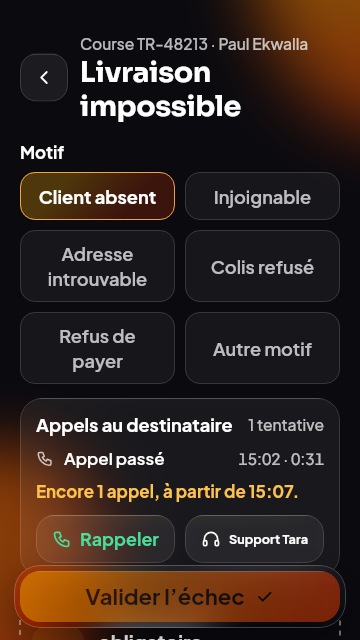 Course TR-48213 · Paul Ekwalla
Livraison
impossible
Motif
Client absent
Injoignable
Adresse
introuvable
Colis refusé
Refus de
payer
Autre motif
Appels au destinataire
1 tentative
Appel passé
15:02 · 0:31
Encore 1 appel, à partir de 15:07.
Rappeler
Support Tara
Valider l’échec